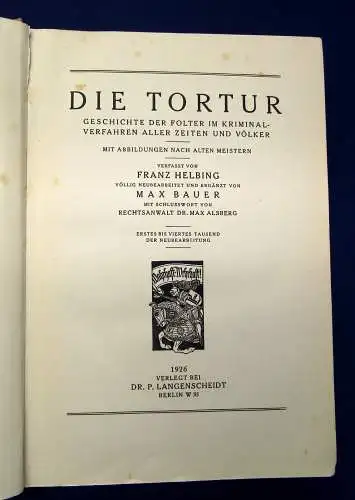 DIE TORTUR
GESCHICHTE DER FOLTER IM KRIMINAL-
VERFAHREN ALLER ZEITEN UND VÖLKER
MIT ABBILDUNGEN NACH ALTEN MEISTERN
VERFASST VON
FRANZ HELBING
VÖLLIG NEUBEARBEITET UND ERGÄNZT VON
MAX BAUER
MIT SCHLUSSWORT VON
RECHTSANWALT DR. MAX ALSBERG
ERSTES BIS VIERTES TAUSEND
DER NEUBEARBEITUNG
1926
VERLEGT BEI
DR. P. LANGENSCHEIDT
BERLIN W